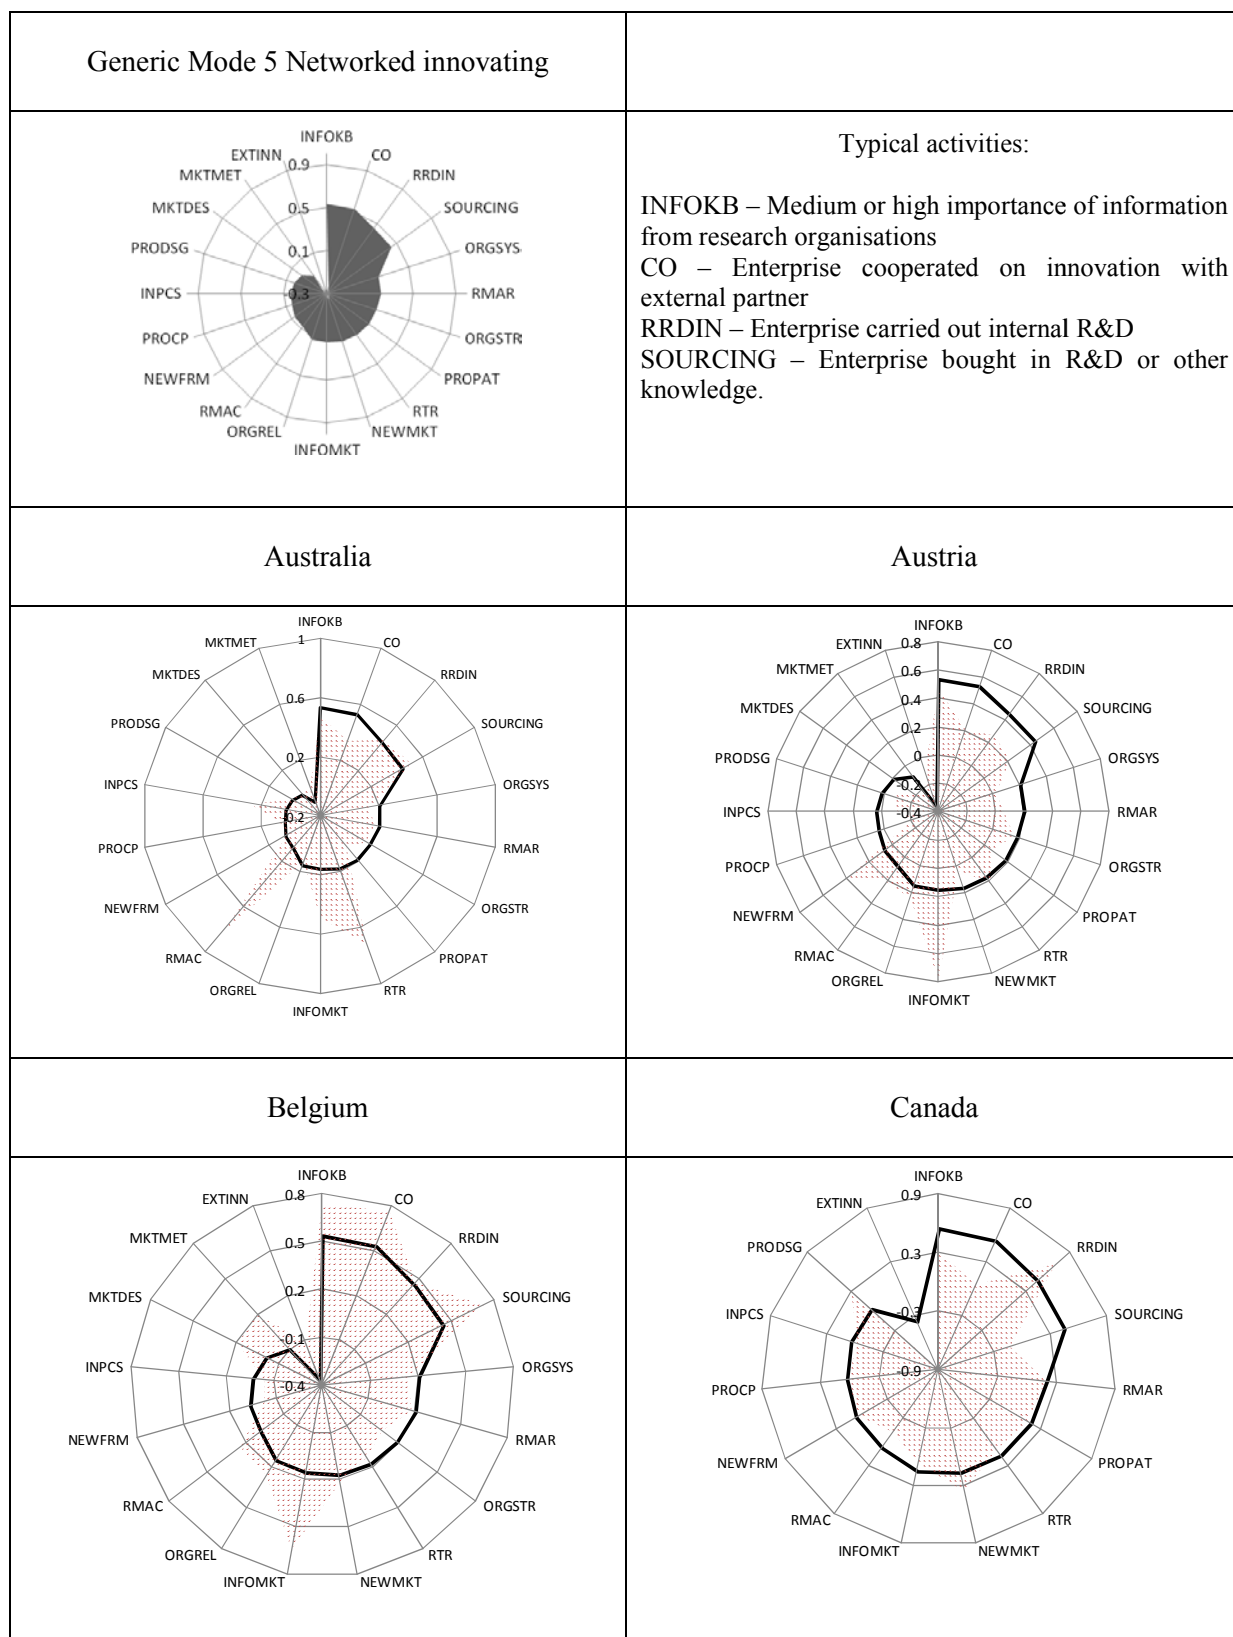 Generic Mode 5 Networked innovating
INFOKB
EXTINN
0.9
CO
MKTMET
RRDIN
MKTDES
0.5
SOURCING
PRODSG
0.1
ORGSYS
INPCS
-0.3
RMAR
PROCP
ORGSTR
NEWFRM
PROPAT
RMAC
RTR
ORGREL
NEWMKT
INFOMKT
Typical activities:
INFOKB – Medium or high importance of information
from research organisations
CO – Enterprise cooperated on innovation with
external partner
RRDIN – Enterprise carried out internal R&D
SOURCING – Enterprise bought in R&D or other
knowledge.
Australia
Austria
INFOKB
1
MKTMET
CO
MKTDES
RRDIN
0.6
PRODSG
SOURCING
0.2
INPCS
ORGSYS
-0.2
PROCP
RMAR
NEWFRM
ORGSTR
RMAC
PROPAT
ORGREL
RTR
INFOMKT
INFOKB
0.8
EXTINN
CO
MKTMET
0.6
RRDIN
MKTDES
0.4
SOURCING
0.2
PRODSG
0
ORGSYS
-0.2
INPCS
-0.4
RMAR
PROCP
ORGSTR
NEWFRM
PROPAT
RMAC
RTR
ORGREL
NEWMKT
INFOMKT
Belgium
Canada
INFOKB
0.8
EXTINN
CO
MKTMET
RRDIN
0.5
MKTDES
SOURCING
0.2
INPCS
-0.1
ORGSYS
-0.4
NEWFRM
RMAR
RMAC
ORGSTR
ORGREL
RTR
INFOMKT
NEWMKT
INFOKB
0.9
EXTINN
CO
PRODSG
0.3
RRDIN
INPCS
-0.3
SOURCING
-0.9
PROCP
RMAR
NEWFRM
PROPAT
RMAC
RTR
INFOMKT
NEWMKT